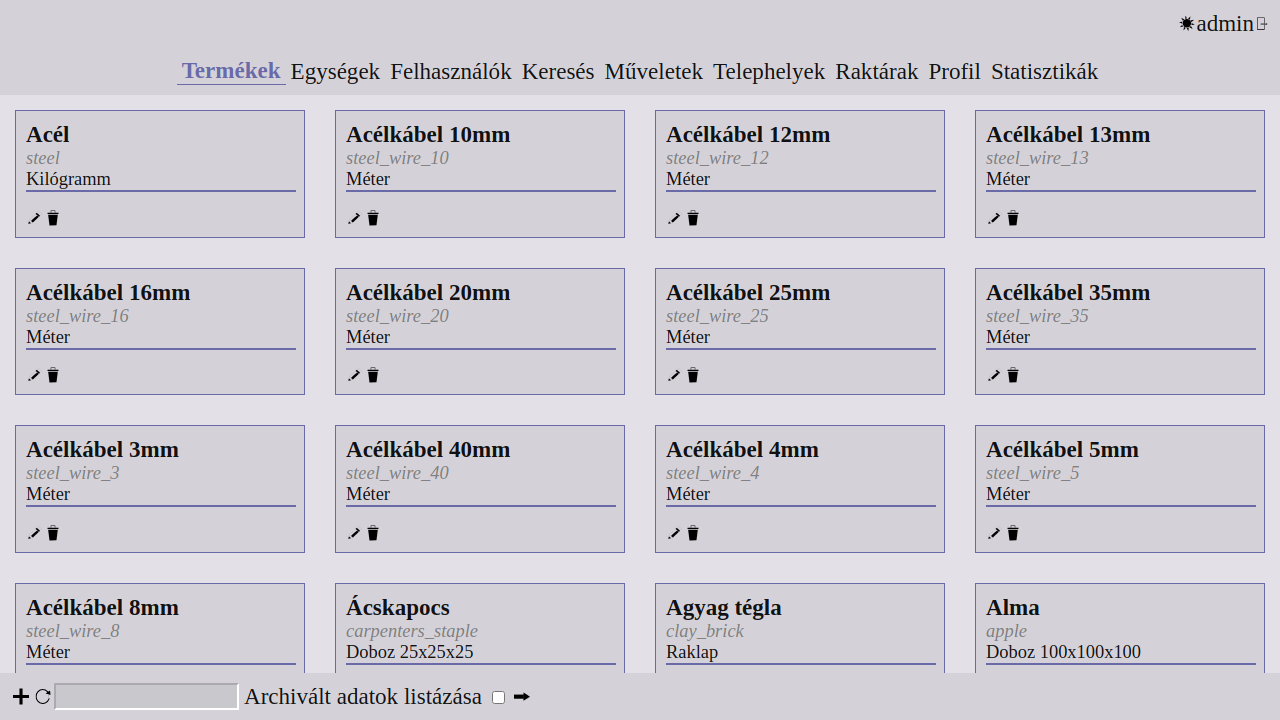 admin
Termékek Egységek Felhasználók Keresés Műveletek Telephelyek Raktárak Profil Statisztikák
Acél
steel
Kilógramm
Acélkábel 10mm
steel_wire_10
Méter
Acélkábel 12mm
steel_wire_12
Méter
Acélkábel 13mm
steel_wire_13
Méter
Acélkábel 16mm
steel_wire_16
Méter
Acélkábel 20mm
steel_wire_20
Méter
Acélkábel 25mm
steel_wire_25
Méter
Acélkábel 35mm
steel_wire_35
Méter
Acélkábel 3mm
steel_wire_3
Méter
Acélkábel 40mm
steel_wire_40
Méter
Acélkábel 4mm
steel_wire_4
Méter
Acélkábel 5mm
steel_wire_5
Méter
Acélkábel 8mm
steel_wire_8
Méter
Ácskapocs
carpenters_staple
Doboz 25x25x25
Agyag tégla
clay_brick
Raklap
Alma
apple
Doboz 100x100x100
Archivált adatok listázása